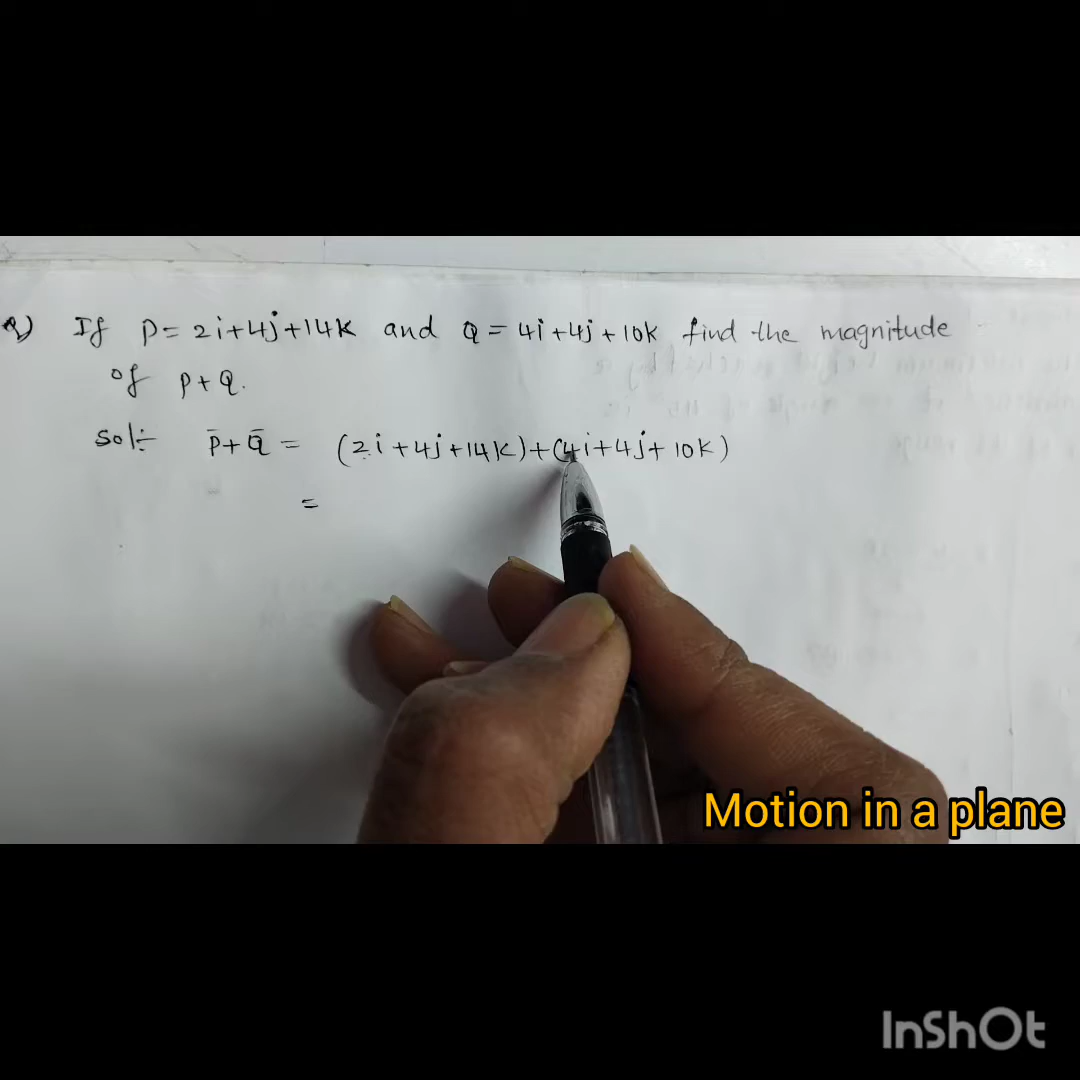 Q) If P = 2i+4j+14k and Q = 4i+4j+10k find the magnitude
of P+Q.
Sol:- P̄+Q̄ = (2i+4j+14k)+(4i+4j+10k)
=
Motion in a plane
InShOt